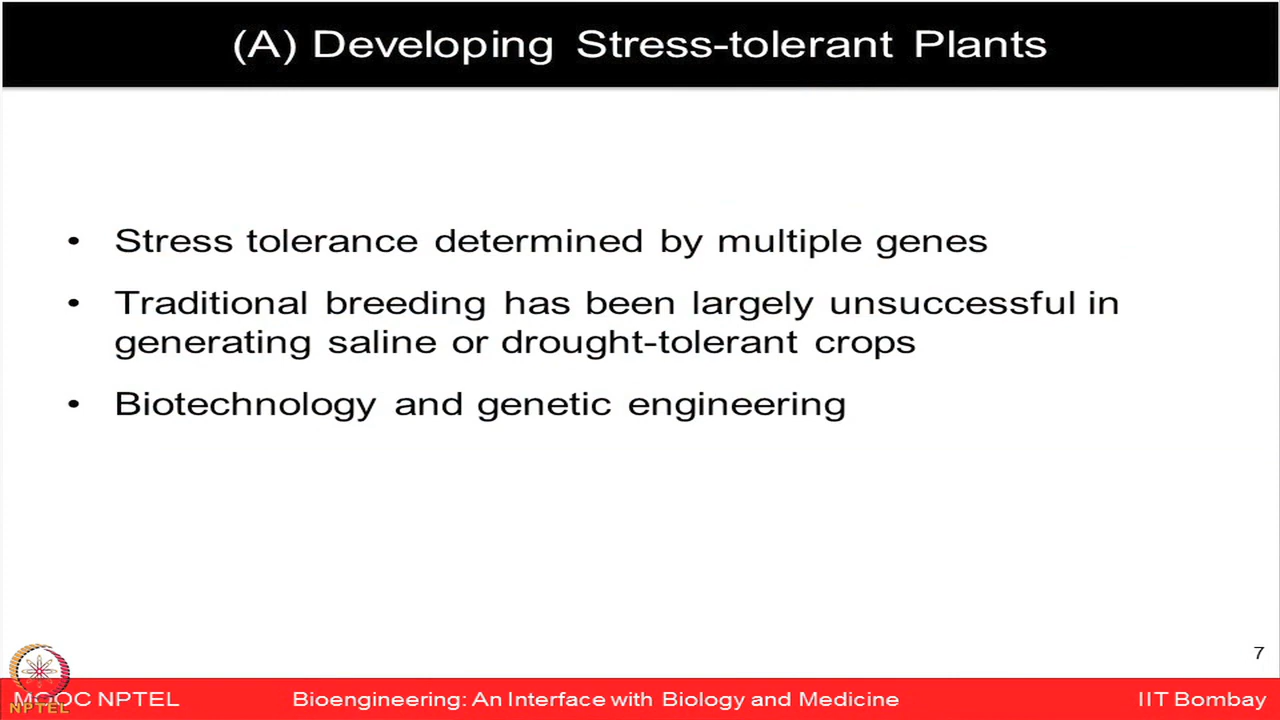 (A) Developing Stress-tolerant Plants
• Stress tolerance determined by multiple genes
• Traditional breeding has been largely unsuccessful in
generating saline or drought-tolerant crops
• Biotechnology and genetic engineering
7
MOOC NPTEL Bioengineering: An Interface with Biology and Medicine IIT Bombay
NPTEL